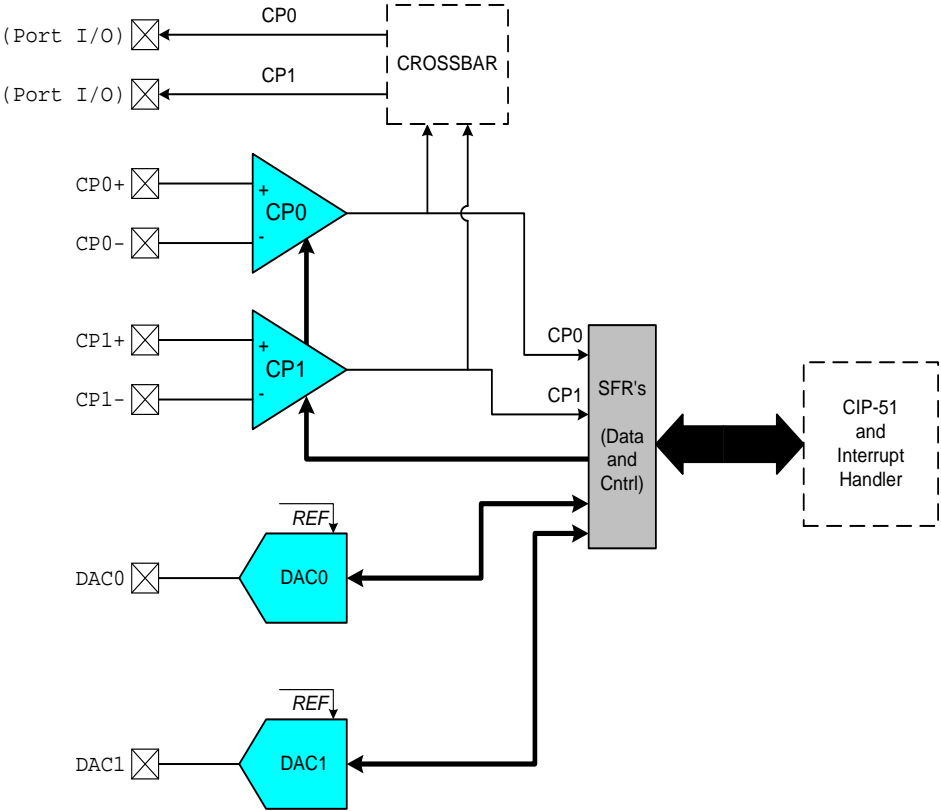 CP0
(Port I/O)
CROSSBAR
CP1
(Port I/O)
CP0+
+
CP0
CP0-
-
CP1+
+
CP1
CP1-
-
CP0
CP1
SFR's
(Data
and
Cntrl)
CIP-51
and
Interrupt
Handler
REF
DAC0
DAC0
REF
DAC1
DAC1